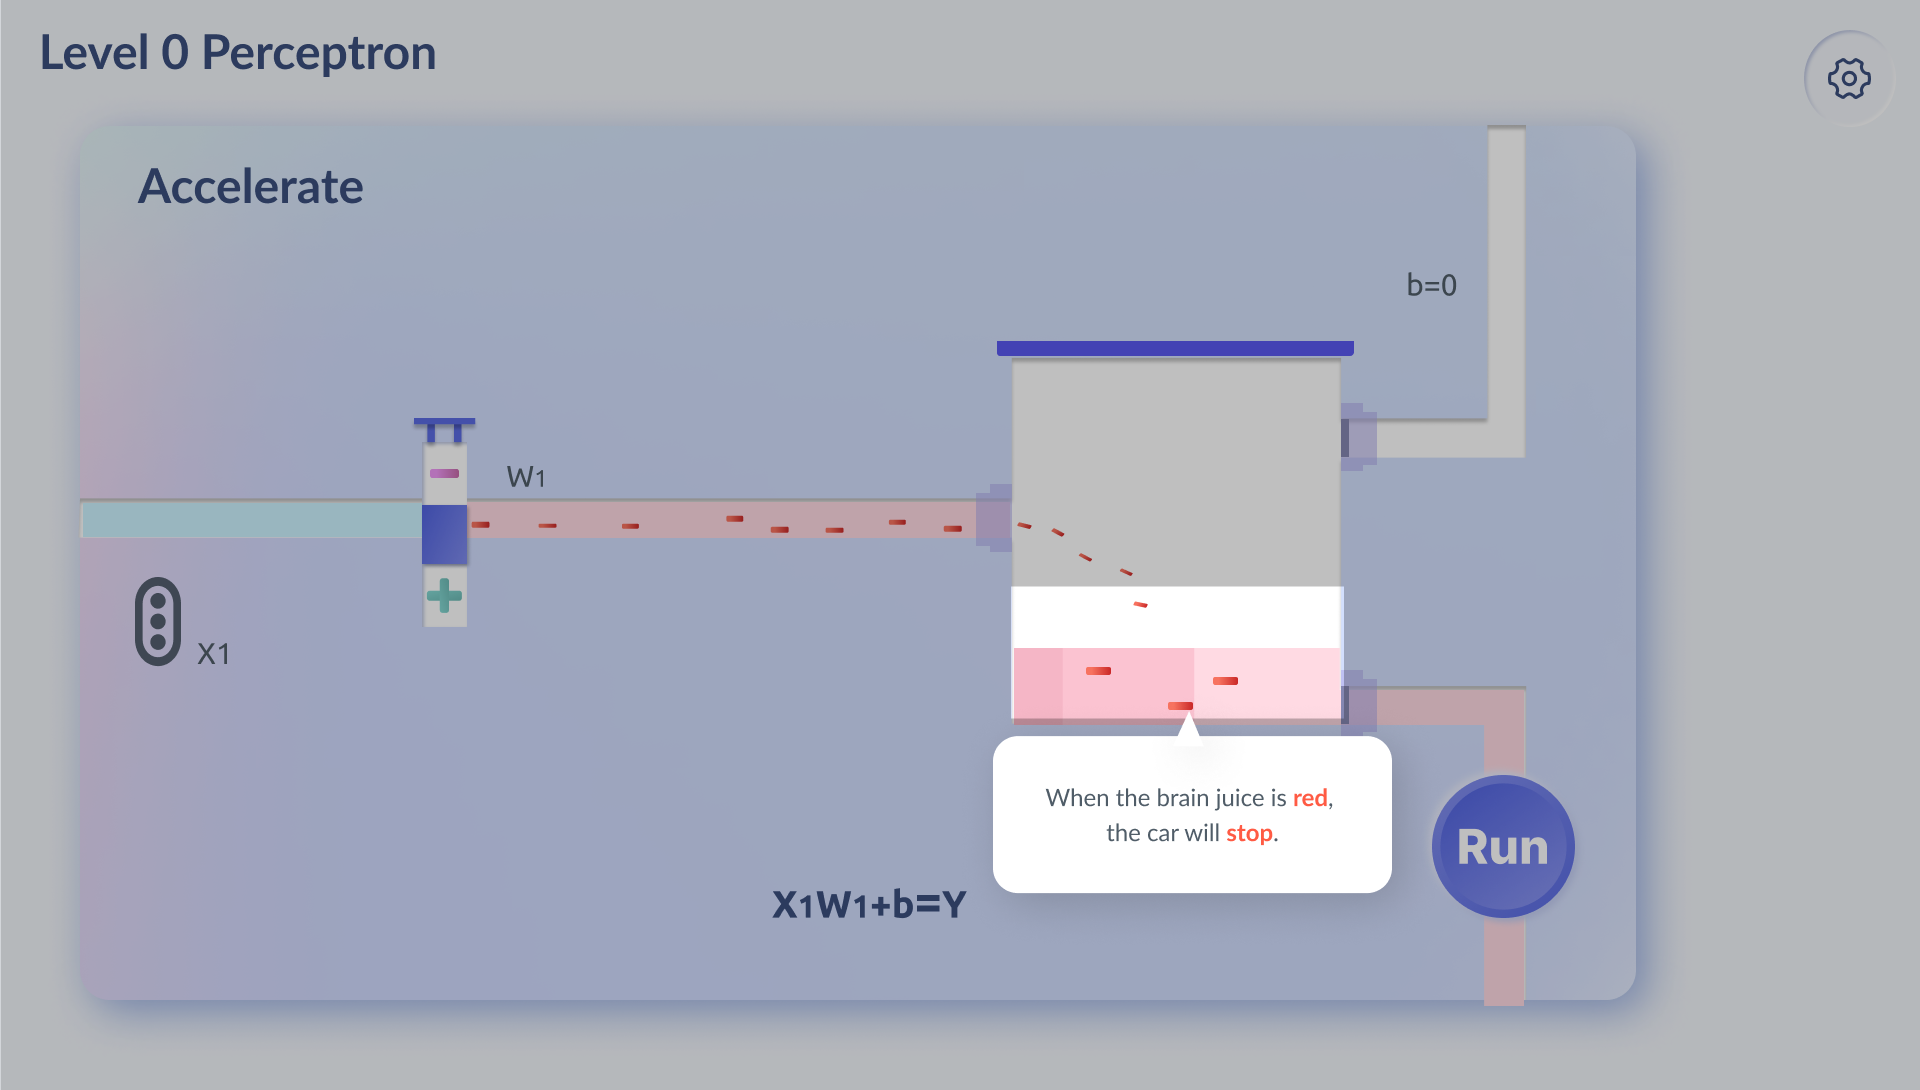 Level 0 Perceptron
Accelerate
b=0
W1
X1
When the brain juice is red,
the car will stop.
Run
X1W1+b=Y